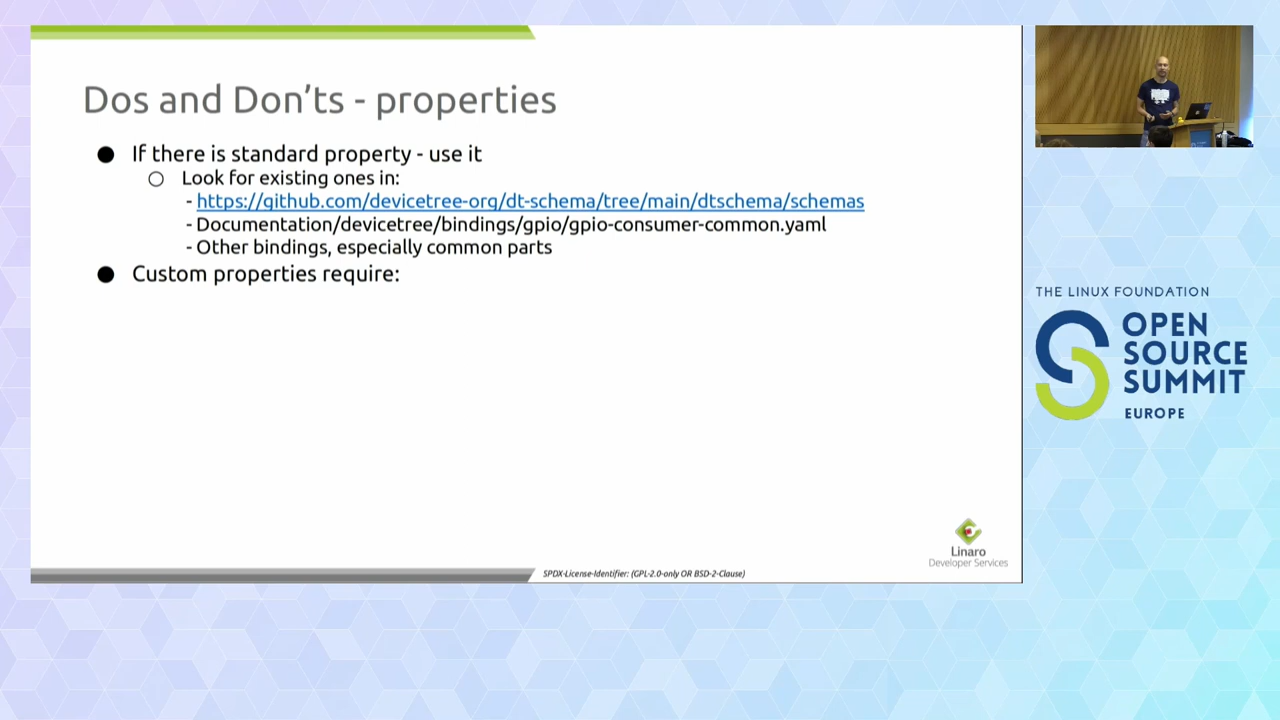 Dos and Don'ts - properties
● If there is standard property - use it
○ Look for existing ones in:
- https://github.com/devicetree-org/dt-schema/tree/main/dtschema/schemas
- Documentation/devicetree/bindings/gpio/gpio-consumer-common.yaml
- Other bindings, especially common parts
● Custom properties require:
Linaro
Developer Services
SPDX-License-Identifier: (GPL-2.0-only OR BSD-2-Clause)
THE LINUX FOUNDATION
OPEN
SOURCE
SUMMIT
EUROPE